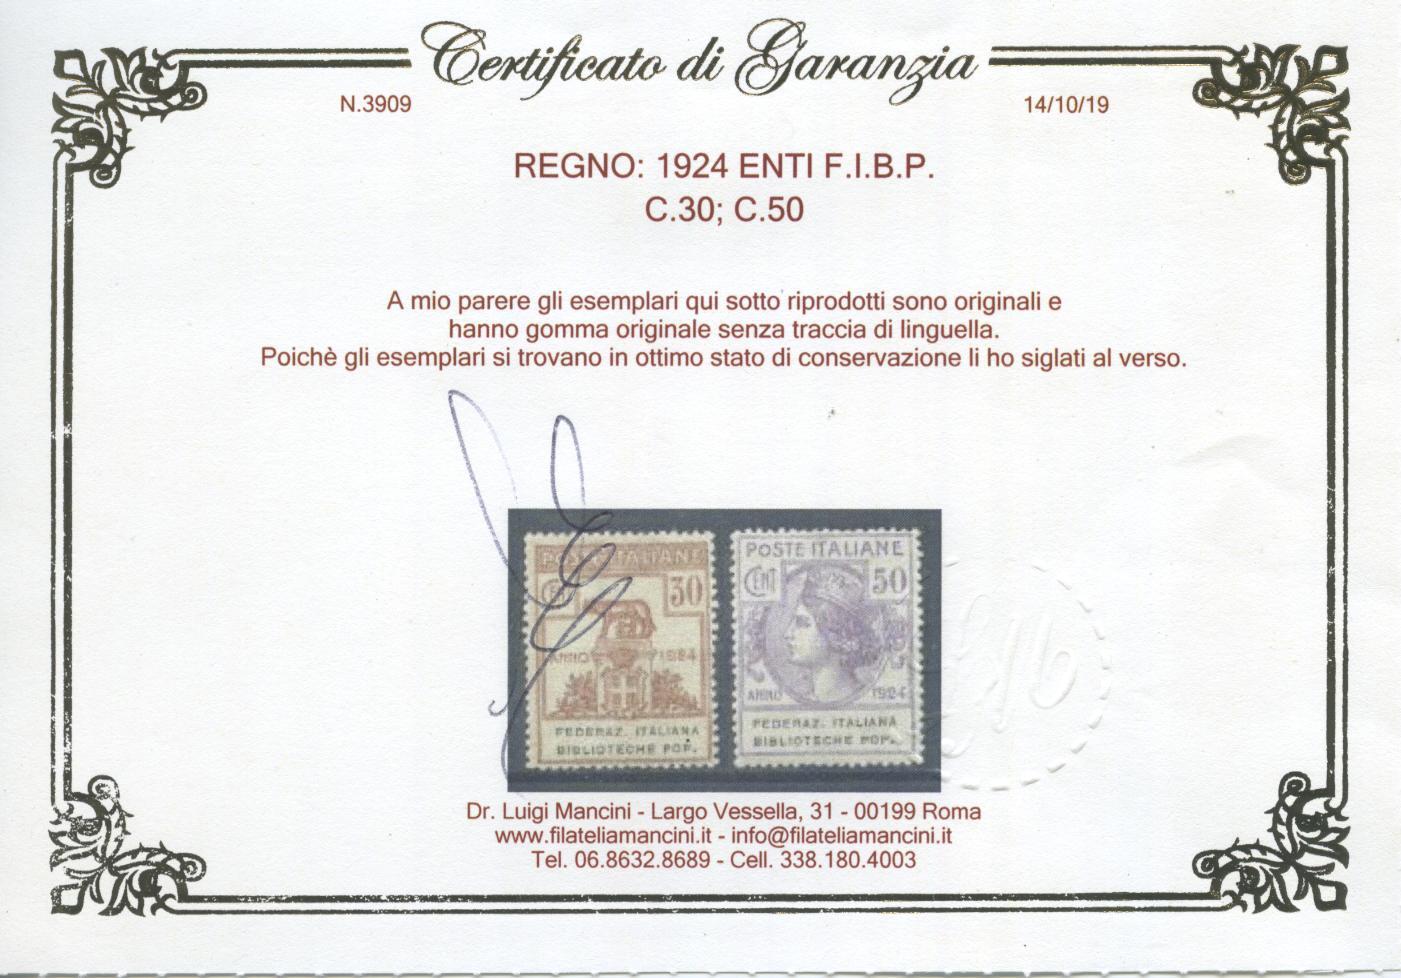 Certificato di Garanzia
N.3909
14/10/19
REGNO: 1924 ENTI F.I.B.P.
C.30; C.50
A mio parere gli esemplari qui sotto riprodotti sono originali e
hanno gomma originale senza traccia di linguella.
Poichè gli esemplari si trovano in ottimo stato di conservazione li ho siglati al verso.
POSTE ITALIANE
CENT 30
ANNO 1924
FEDERAZ. ITALIANA
BIBLIOTECHE POP.
POSTE ITALIANE
CENT 50
ANNO 1924
FEDERAZ. ITALIANA
BIBLIOTECHE POP.
Dr. Luigi Mancini - Largo Vessella, 31 - 00199 Roma
www.filateliamancini.it - info@filateliamancini.it
Tel. 06.8632.8689 - Cell. 338.180.4003